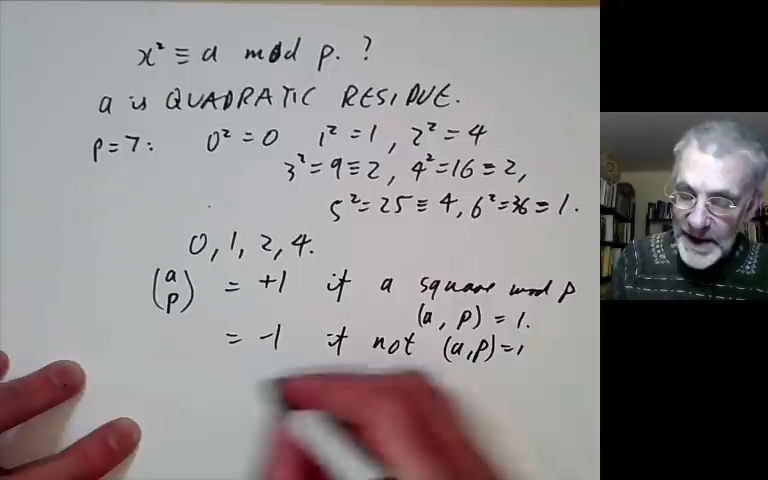 x² ≡ a mod p. ?
a is QUADRATIC RESIDUE.
p=7: 0² = 0 1² = 1, 2² = 4
3² = 9 ≡ 2, 4² = 16 ≡ 2,
5² = 25 ≡ 4, 6² = 36 ≡ 1.
0, 1, 2, 4.
(a/p) = +1 if a square mod p
(a, p) = 1.
= -1 if not (a, p) = 1